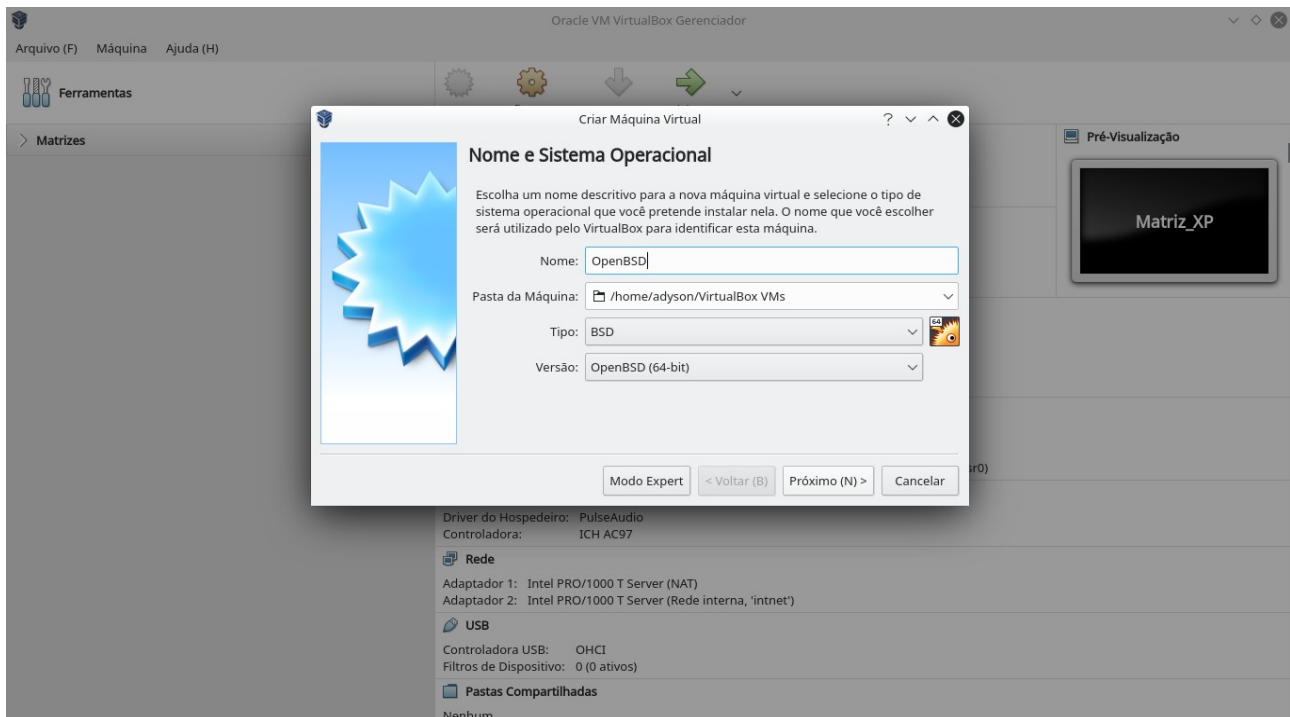 Oracle VM VirtualBox Gerenciador
Arquivo (F) Máquina Ajuda (H)
Ferramentas
Matrizes
Criar Máquina Virtual
Nome e Sistema Operacional
Escolha um nome descritivo para a nova máquina virtual e selecione o tipo de
sistema operacional que você pretende instalar nela. O nome que você escolher
será utilizado pelo VirtualBox para identificar esta máquina.
Nome: OpenBSD
Pasta da Máquina: /home/adyson/VirtualBox VMs
Tipo: BSD
64
Versão: OpenBSD (64-bit)
Modo Expert < Voltar (B) Próximo (N) > Cancelar
Pré-Visualização
Matriz_XP
sr0)
Driver do Hospedeiro: PulseAudio
Controladora: ICH AC97
Rede
Adaptador 1: Intel PRO/1000 T Server (NAT)
Adaptador 2: Intel PRO/1000 T Server (Rede interna, 'intnet')
USB
Controladora USB: OHCI
Filtros de Dispositivo: 0 (0 ativos)
Pastas Compartilhadas
Nenhum